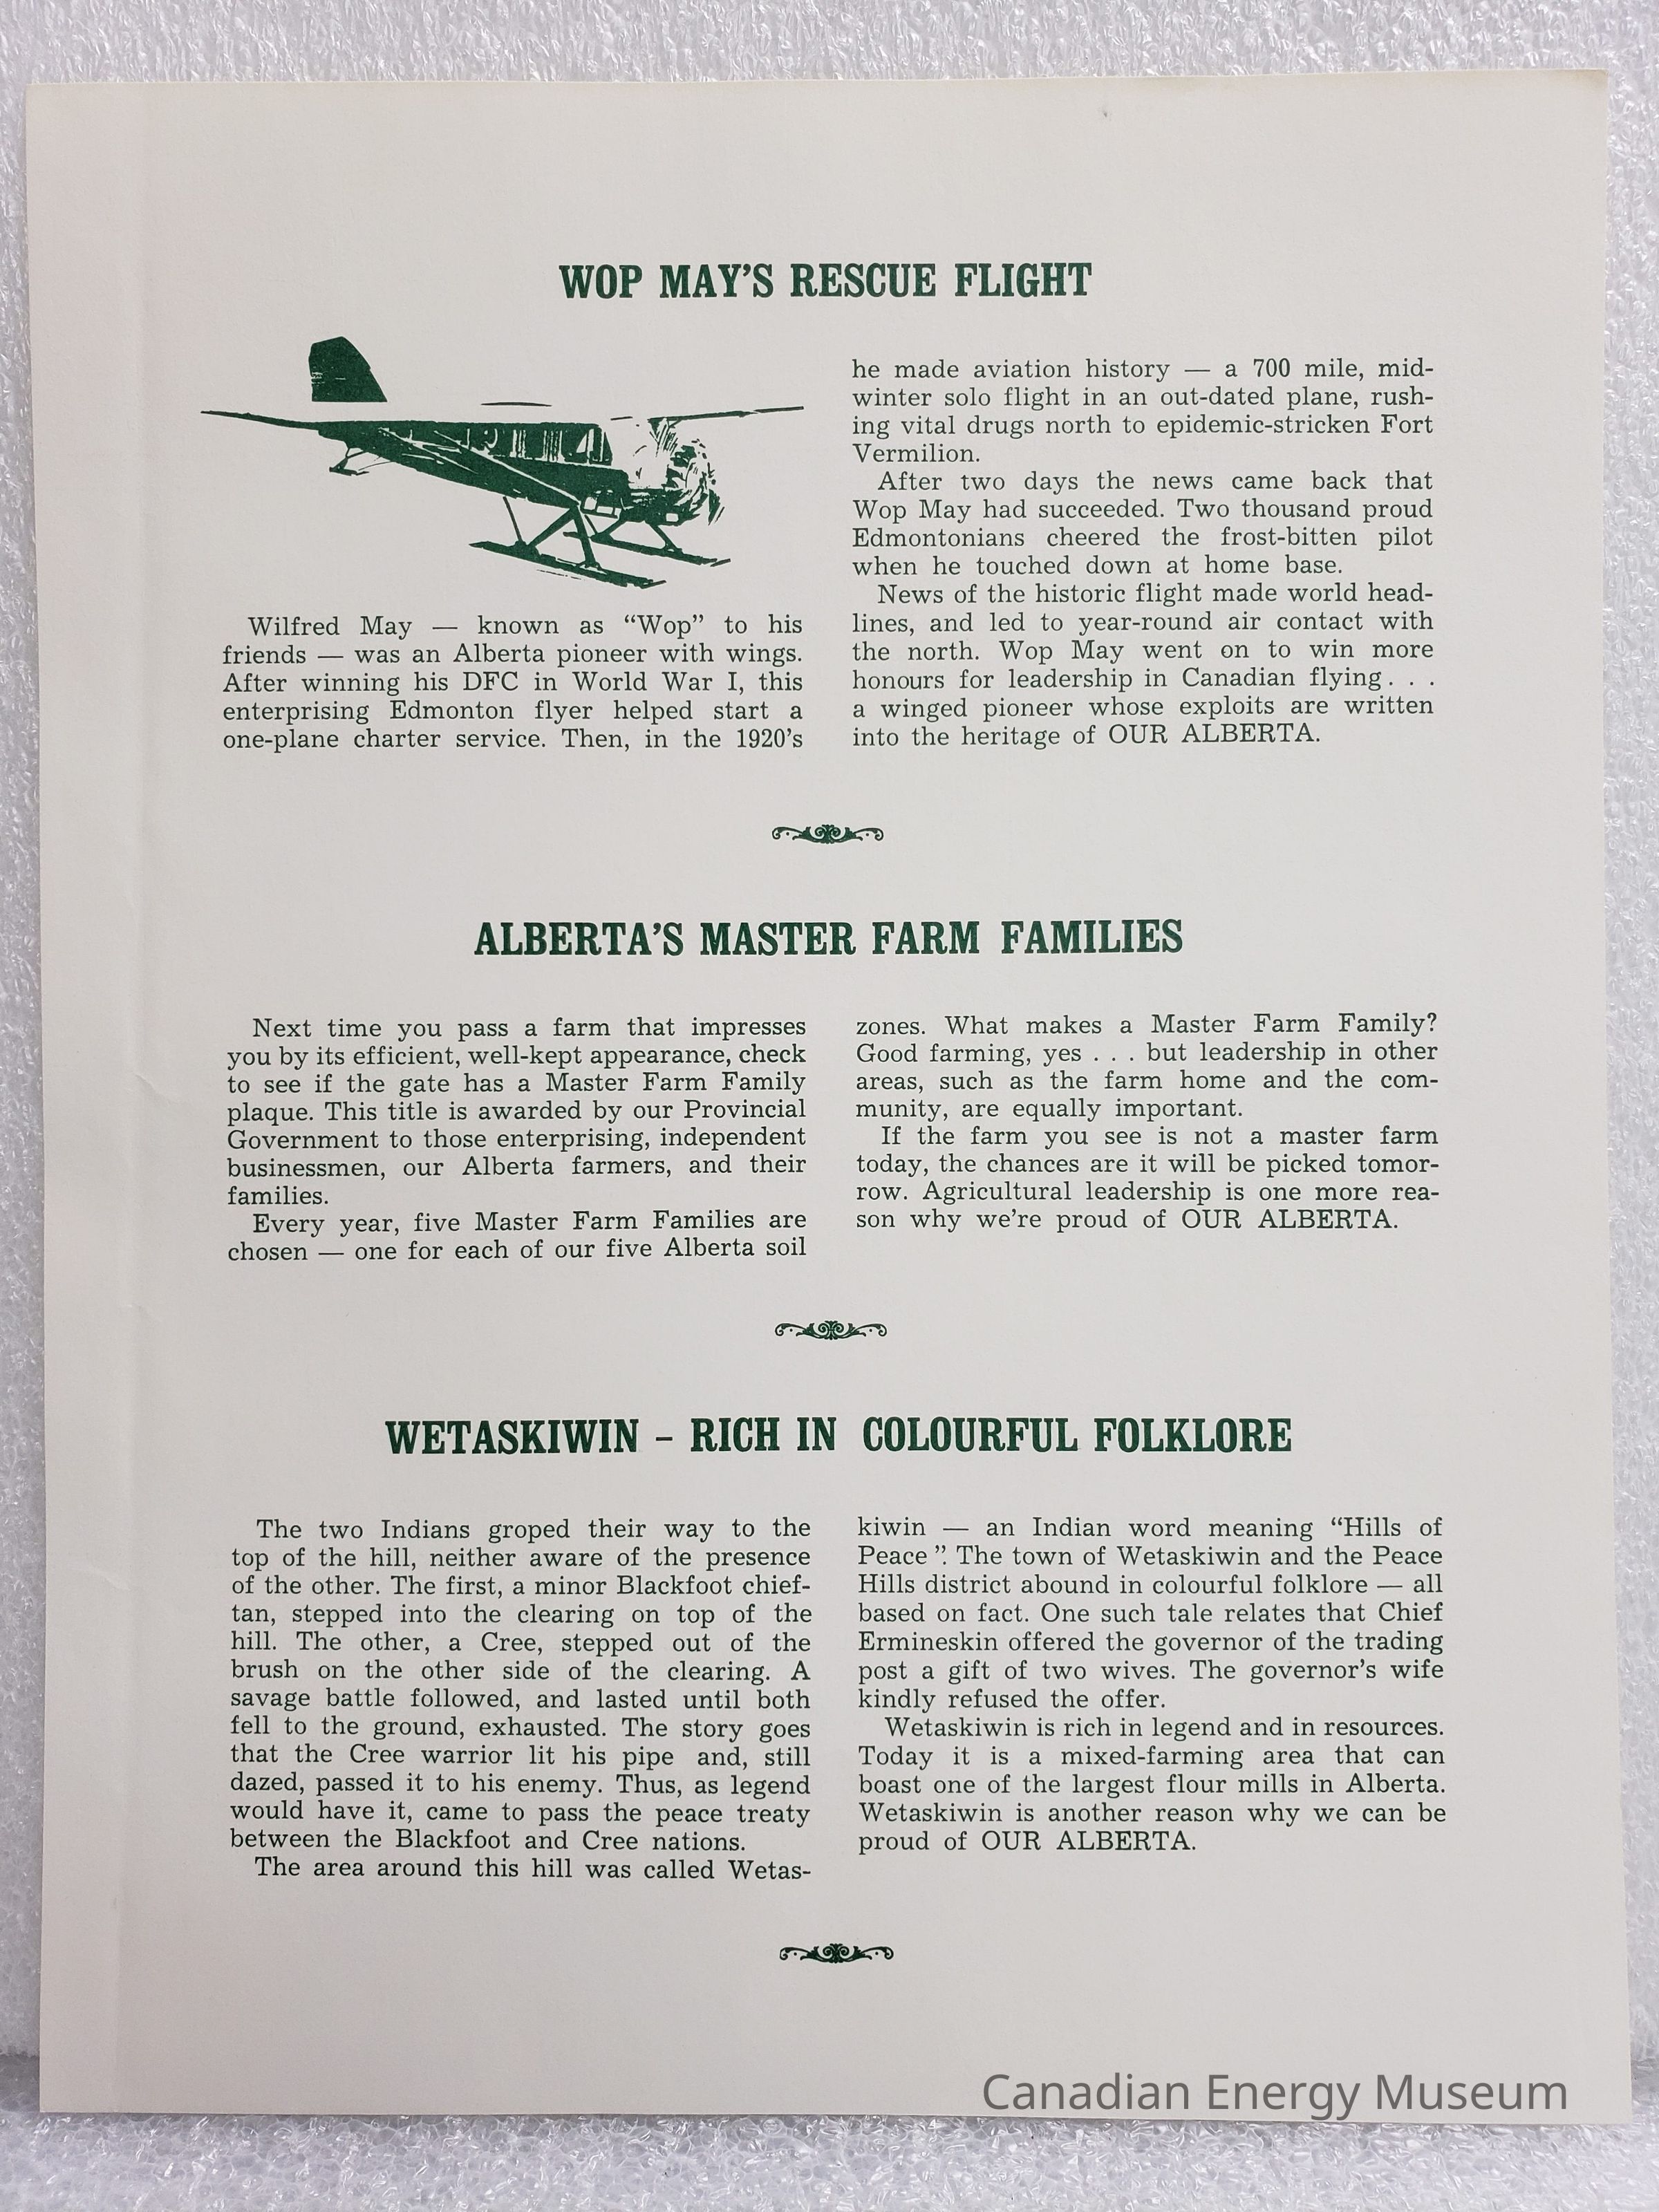 WOP MAY'S RESCUE FLIGHT
Wilfred May — known as “Wop” to his
friends — was an Alberta pioneer with wings.
After winning his DFC in World War I, this
enterprising Edmonton flyer helped start a
one-plane charter service. Then, in the 1920's
he made aviation history — a 700 mile, mid-
winter solo flight in an out-dated plane, rush-
ing vital drugs north to epidemic-stricken Fort
Vermilion.
After two days the news came back that
Wop May had succeeded. Two thousand proud
Edmontonians cheered the frost-bitten pilot
when he touched down at home base.
News of the historic flight made world head-
lines, and led to year-round air contact with
the north. Wop May went on to win more
honours for leadership in Canadian flying. . .
a winged pioneer whose exploits are written
into the heritage of OUR ALBERTA.
ALBERTA'S MASTER FARM FAMILIES
Next time you pass a farm that impresses
you by its efficient, well-kept appearance, check
to see if the gate has a Master Farm Family
plaque. This title is awarded by our Provincial
Government to those enterprising, independent
businessmen, our Alberta farmers, and their
families.
Every year, five Master Farm Families are
chosen — one for each of our five Alberta soil
zones. What makes a Master Farm Family?
Good farming, yes . . . but leadership in other
areas, such as the farm home and the com-
munity, are equally important.
If the farm you see is not a master farm
today, the chances are it will be picked tomor-
row. Agricultural leadership is one more rea-
son why we're proud of OUR ALBERTA.
WETASKIWIN – RICH IN COLOURFUL FOLKLORE
The two Indians groped their way to the
top of the hill, neither aware of the presence
of the other. The first, a minor Blackfoot chief-
tan, stepped into the clearing on top of the
hill. The other, a Cree, stepped out of the
brush on the other side of the clearing. A
savage battle followed, and lasted until both
fell to the ground, exhausted. The story goes
that the Cree warrior lit his pipe and, still
dazed, passed it to his enemy. Thus, as legend
would have it, came to pass the peace treaty
between the Blackfoot and Cree nations.
The area around this hill was called Wetas-
kiwin — an Indian word meaning “Hills of
Peace”. The town of Wetaskiwin and the Peace
Hills district abound in colourful folklore — all
based on fact. One such tale relates that Chief
Ermineskin offered the governor of the trading
post a gift of two wives. The governor's wife
kindly refused the offer.
Wetaskiwin is rich in legend and in resources.
Today it is a mixed-farming area that can
boast one of the largest flour mills in Alberta.
Wetaskiwin is another reason why we can be
proud of OUR ALBERTA.
Canadian Energy Museum